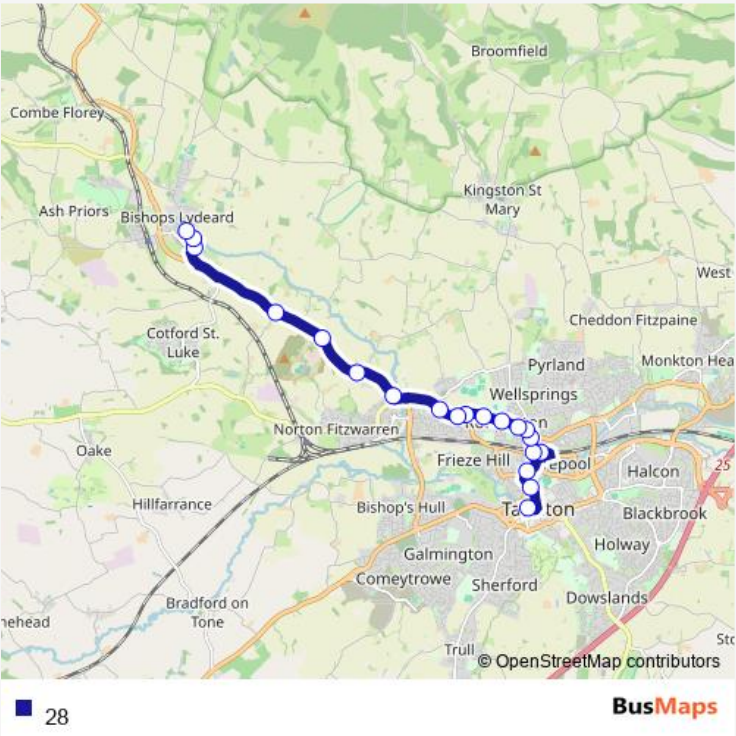 Broomfield
Combe Florey
Kingston St
Mary
Ash Priors
Bishops Lydeard
West
Cheddon Fitzpaine
Cotford St.
Luke
Pyrland
Monkton Hea
Wellsprings
Norton Fitzwarren
Oake
Frieze Hill
epool
Halcon
25
Hillfarrance
Bishop's Hull
Blackbrook
Holway
Galmington
Comeytrowe
Sherford
Dowslands
Bradford on
Tone
nehead
Trull
Sto
© OpenStreetMap contributors
28
BusMaps